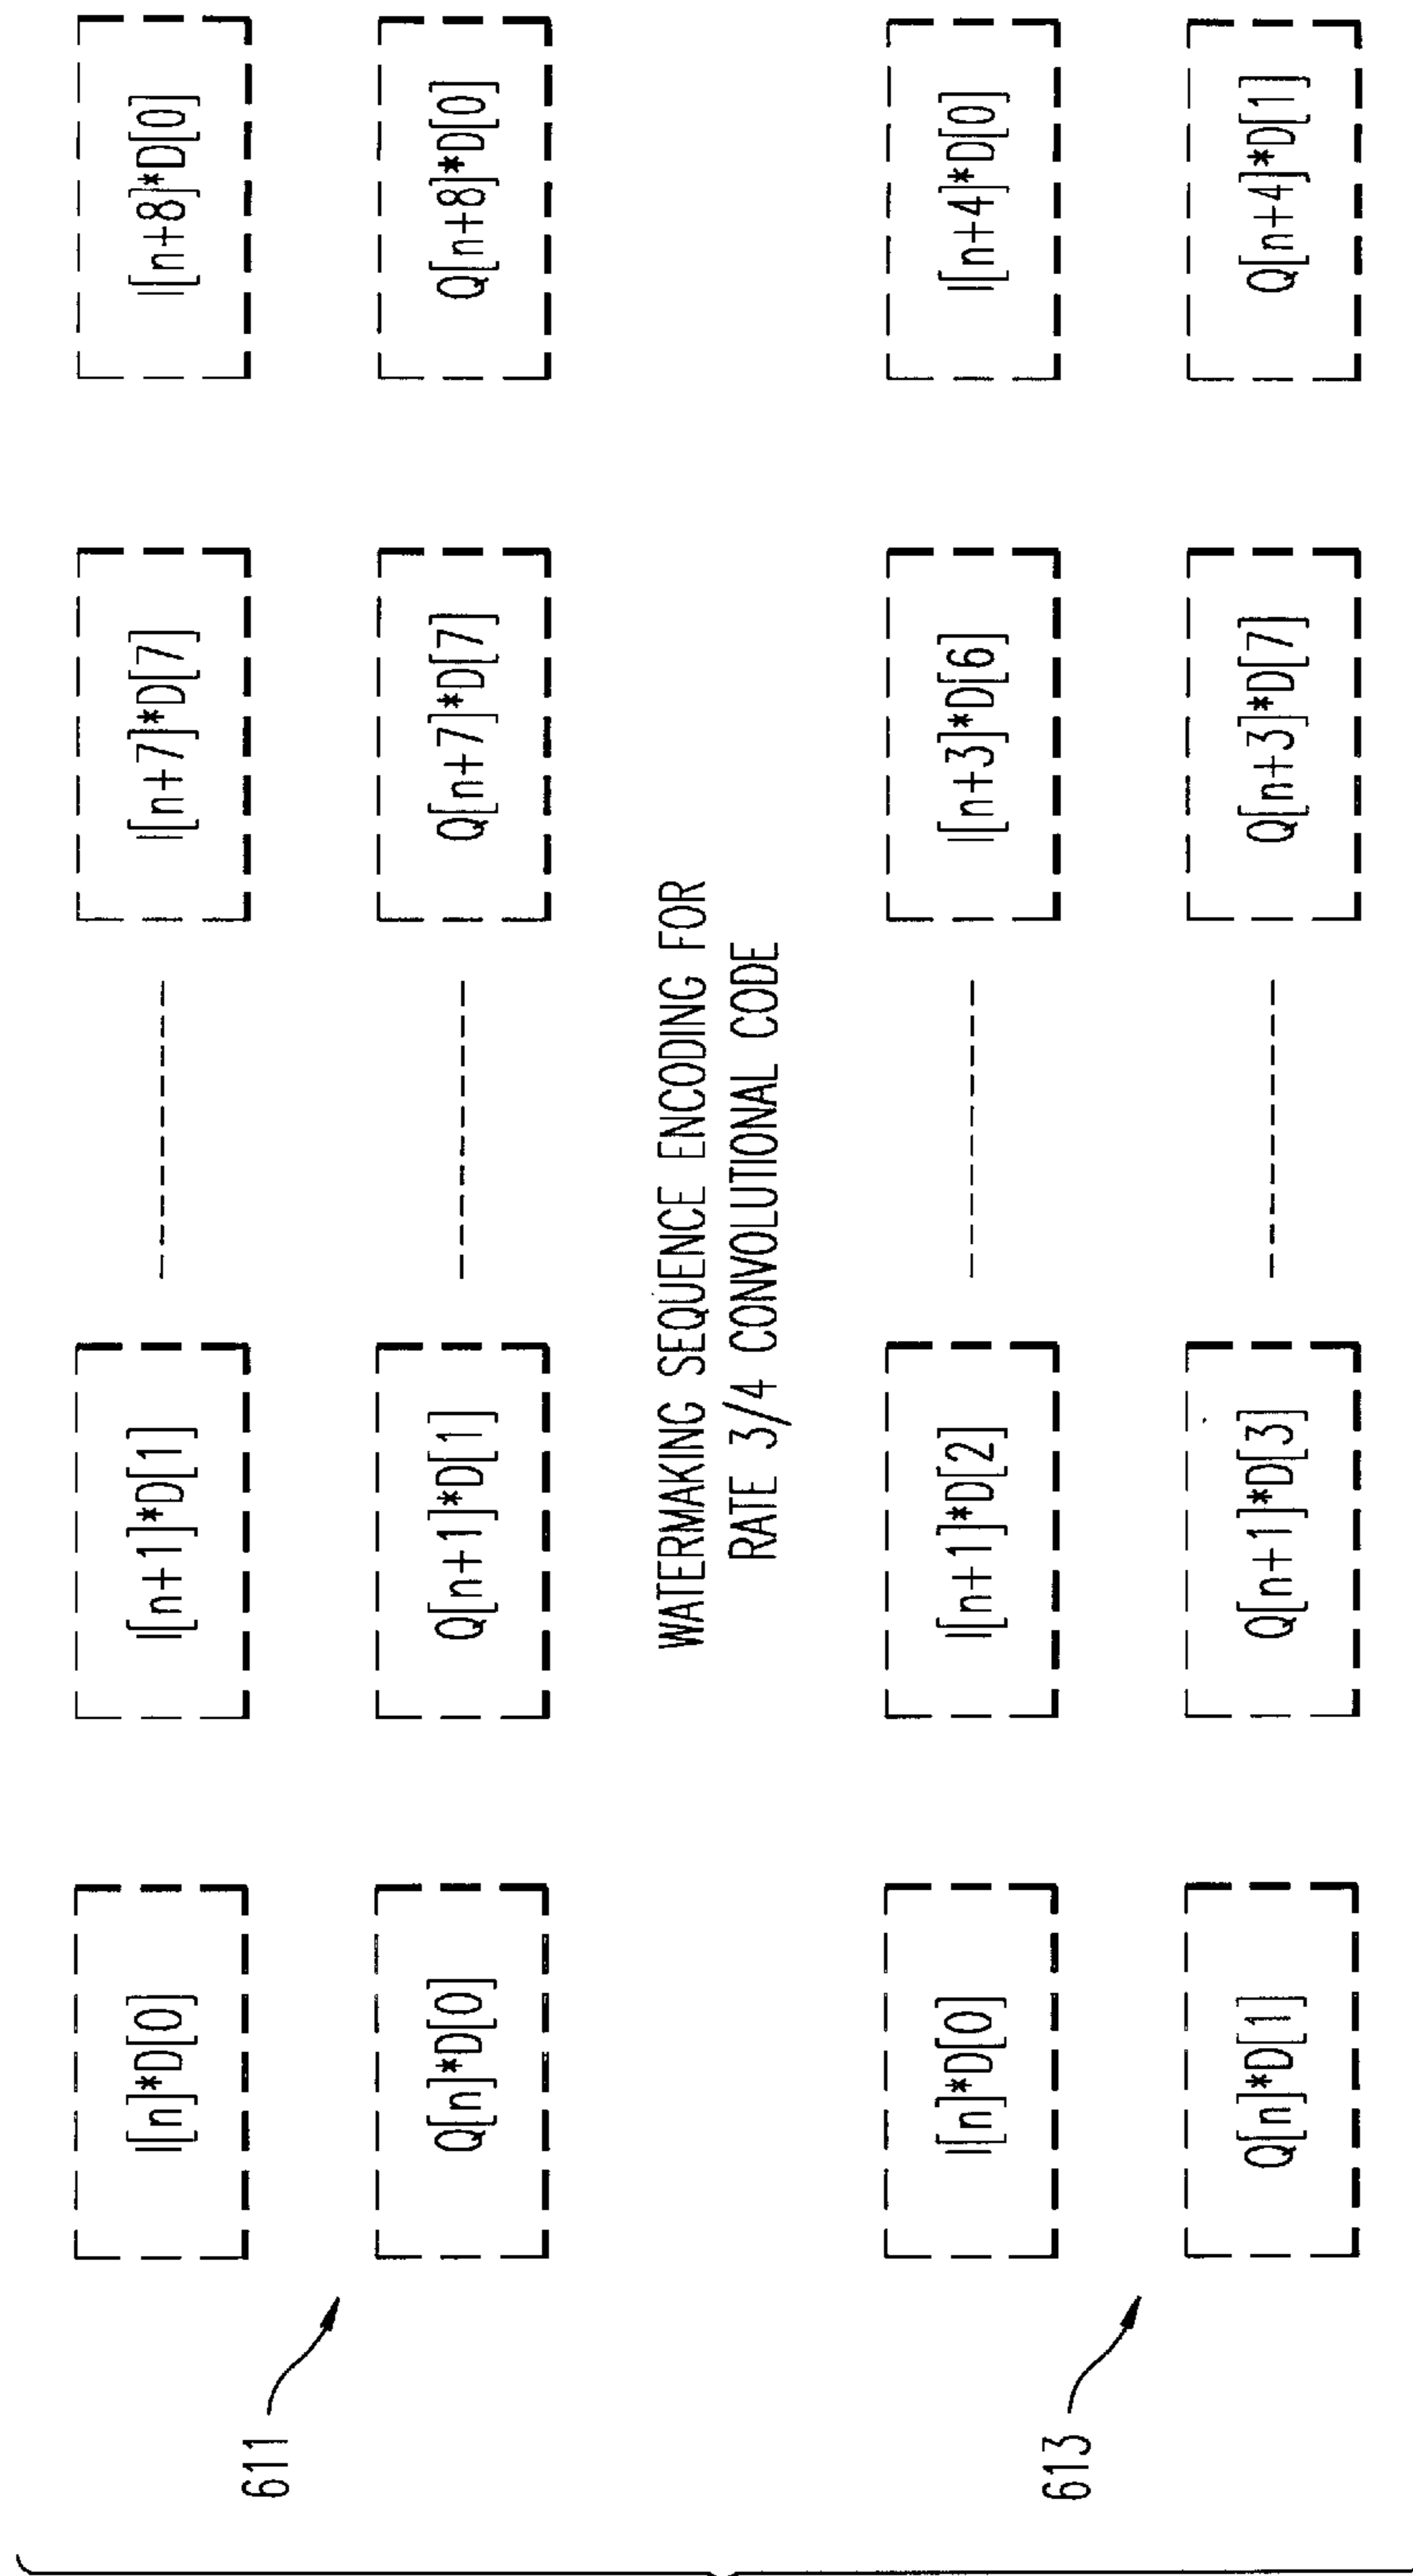 I[n]*D[0] I[n+1]*D[1] I[n+7]*D[7] I[n+8]*D[0]
611
Q[n]*D[0] Q[n+1]*D[1] Q[n+7]*D[7] Q[n+8]*D[0]
WATERMAKING SEQUENCE ENCODING FOR
RATE 3/4 CONVOLUTIONAL CODE
I[n]*D[0] I[n+1]*D[2] I[n+3]*D[6] I[n+4]*D[0]
613
Q[n]*D[1] Q[n+1]*D[3] Q[n+3]*D[7] Q[n+4]*D[1]